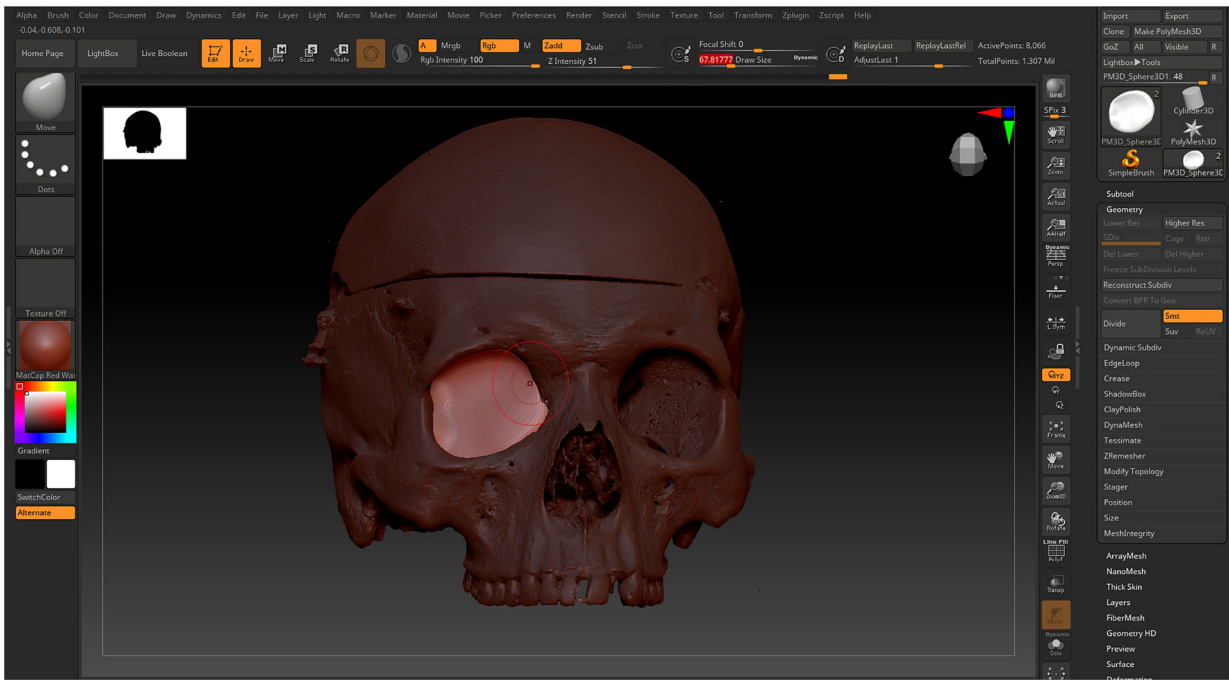 Alpha Brush Color Document Draw Dynamics Edit File Layer Light Macro Marker Material Movie Picker Preferences Render Stencil Stroke Texture Tool Transform Zplugin Zscript Help
-0.04,-0.608,-0.101
Home Page LightBox Live Boolean Edit Draw Move Scale Rotate A Mrgb Rgb M Zadd Zsub Zcut Focal Shift 0 ReplayLast ReplayLastRel ActivePoints: 8,066
Rgb Intensity 100 Z Intensity 51 S 67.81777 Draw Size Dynamic D AdjustLast 1 TotalPoints: 1.307 Mil
Move
Dots
Alpha Off
Texture Off
MatCap Red Wax
Gradient
SwitchColor
Alternate
BPR
SPix 3
Scroll
Zoom
Actual
AAHalf
Dynamic
Persp
Floor
L.Sym
XYZ
Frame
Move
Zoom3D
Rotate
Line Fill
PolyF
Transp
Dynamic
Solo
Import Export
Clone Make PolyMesh3D
GoZ All Visible R
Lightbox▶Tools
PM3D_Sphere3D1. 48 R
2
Cylinder3D
PM3D_Sphere3D PolyMesh3D
2
SimpleBrush PM3D_Sphere3D
Subtool
Geometry
Lower Res Higher Res
SDiv Cage Rstr
Del Lower Del Higher
Freeze SubDivision Levels
Reconstruct Subdiv
Convert BPR To Geo
Divide Smt
Suv ReUV
Dynamic Subdiv
EdgeLoop
Crease
ShadowBox
ClayPolish
DynaMesh
Tessimate
ZRemesher
Modify Topology
Stager
Position
Size
MeshIntegrity
ArrayMesh
NanoMesh
Thick Skin
Layers
FiberMesh
Geometry HD
Preview
Surface
Deformation